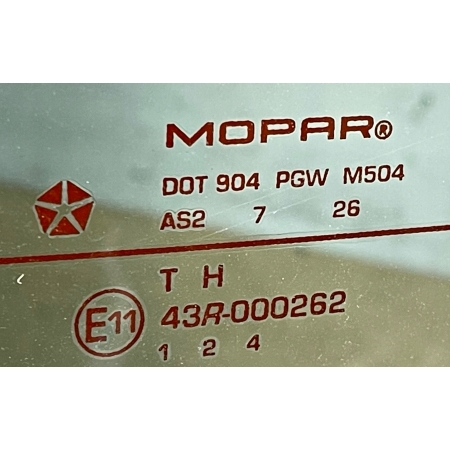 MOPAR®
DOT 904 PGW M504
AS2 7 26
T H
E11 43R-000262
1 2 4